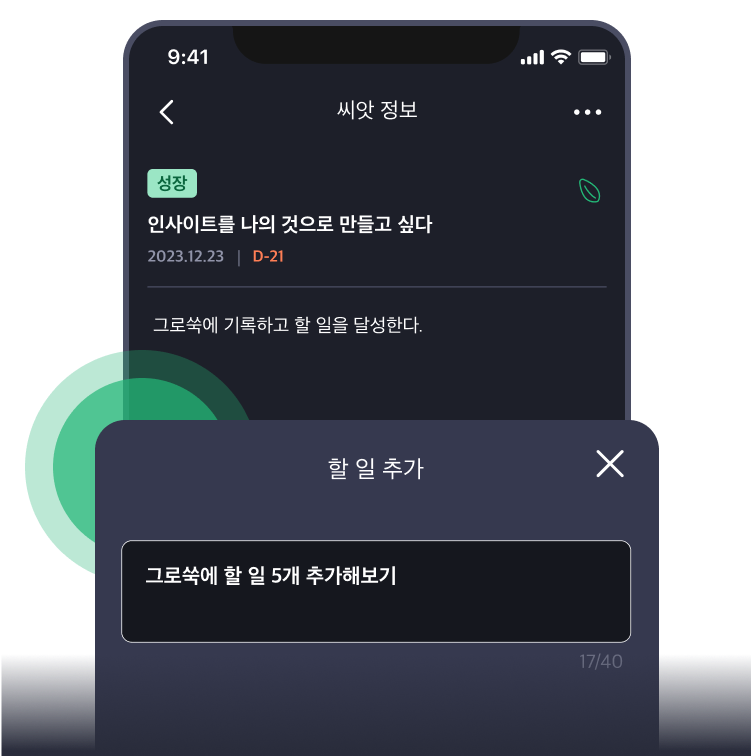 9:41
씨앗 정보
성장
인사이트를 나의 것으로 만들고 싶다
2023.12.23 | D-21
그로쑥에 기록하고 할 일을 달성한다.
할 일 추가
그로쑥에 할 일 5개 추가해보기
17/40